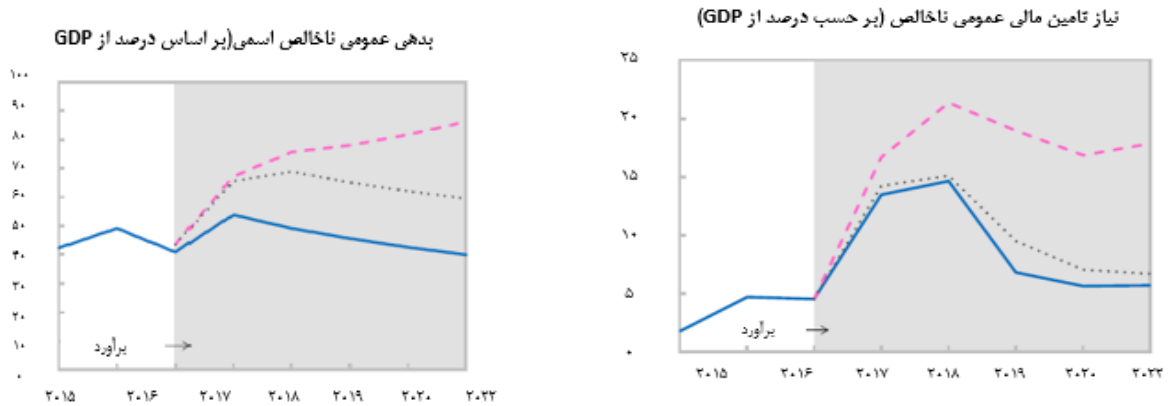 بدهی عمومی ناخالص اسمی(بر اساس درصد از GDP
۱۰۰
۹۰
۸۰
۷۰
۶۰
۵۰
۴۰
۳۰
۲۰
۱۰
۰
برآورد
۲۰۱۵ ۲۰۱۶ ۲۰۱۷ ۲۰۱۸ ۲۰۱۹ ۲۰۲۰ ۲۰۲۲
نیاز تامین مالی عمومی ناخالص (بر حسب درصد از GDP)
۲۵
۲۰
۱۵
۱۰
۵
۰
برآورد
۲۰۱۵ ۲۰۱۶ ۲۰۱۷ ۲۰۱۸ ۲۰۱۹ ۲۰۲۰ ۲۰۲۲